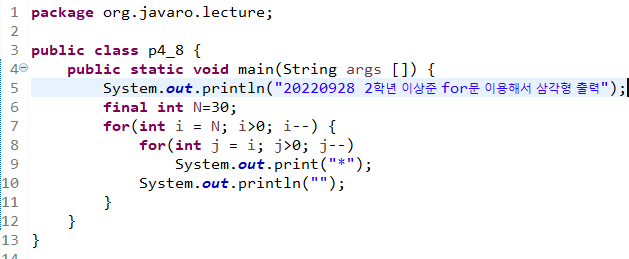 1 package org.javaro.lecture;
2
3 public class p4_8 {
4     public static void main(String args []) {
5         System.out.println("20220928 2학년 이상준 for문 이용해서 삼각형 출력");
6         final int N=30;
7         for(int i = N; i>0; i--) {
8             for(int j = i; j>0; j--)
9                 System.out.print("*");
10             System.out.println("");
11         }
12     }
13 }
14